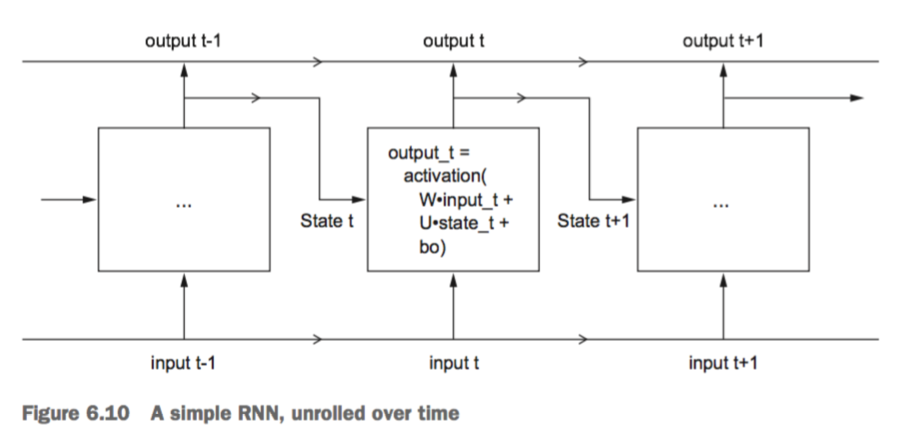 output t-1
output t
output t+1
...
output_t =
activation(
W•input_t +
U•state_t +
bo)
...
State t
State t+1
input t-1
input t
input t+1
Figure 6.10 A simple RNN, unrolled over time